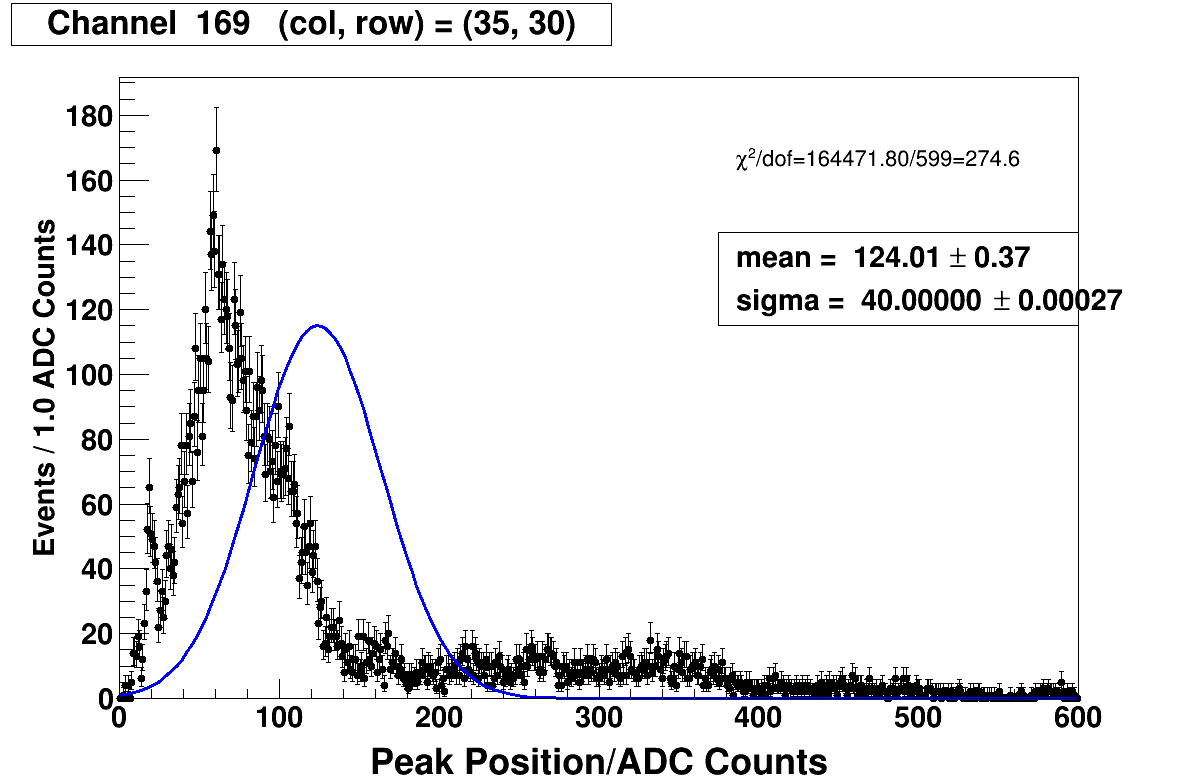 Channel 169 (col, row) = (35, 30)
χ²/dof=164471.80/599=274.6
mean = 124.01 ± 0.37
sigma = 40.00000 ± 0.00027
Events / 1.0 ADC Counts
180
160
140
120
100
80
60
40
20
0
0 100 200 300 400 500 600
Peak Position/ADC Counts